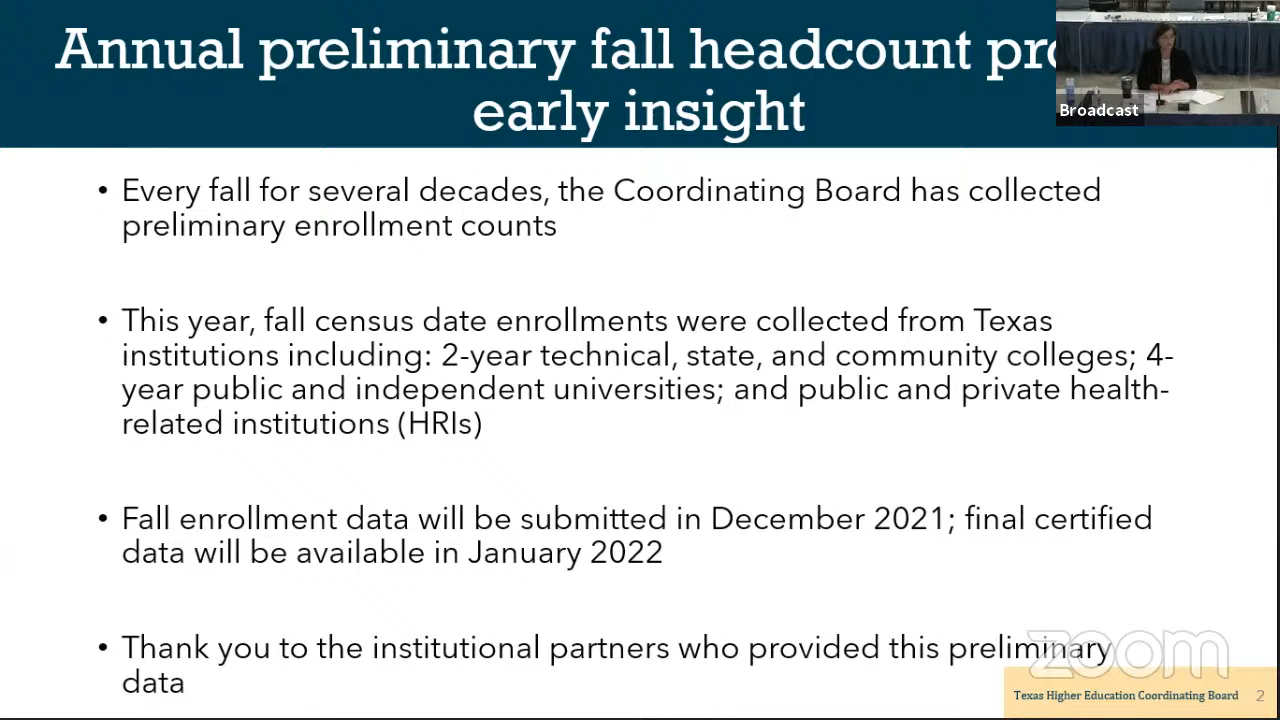 Annual preliminary fall headcount
early insight
Broadcast
• Every fall for several decades, the Coordinating Board has collected
preliminary enrollment counts
• This year, fall census date enrollments were collected from Texas
institutions including: 2-year technical, state, and community colleges; 4-
year public and independent universities; and public and private health-
related institutions (HRIs)
• Fall enrollment data will be submitted in December 2021; final certified
data will be available in January 2022
• Thank you to the institutional partners who provided this preliminary
data
zoom
Texas Higher Education Coordinating Board 2